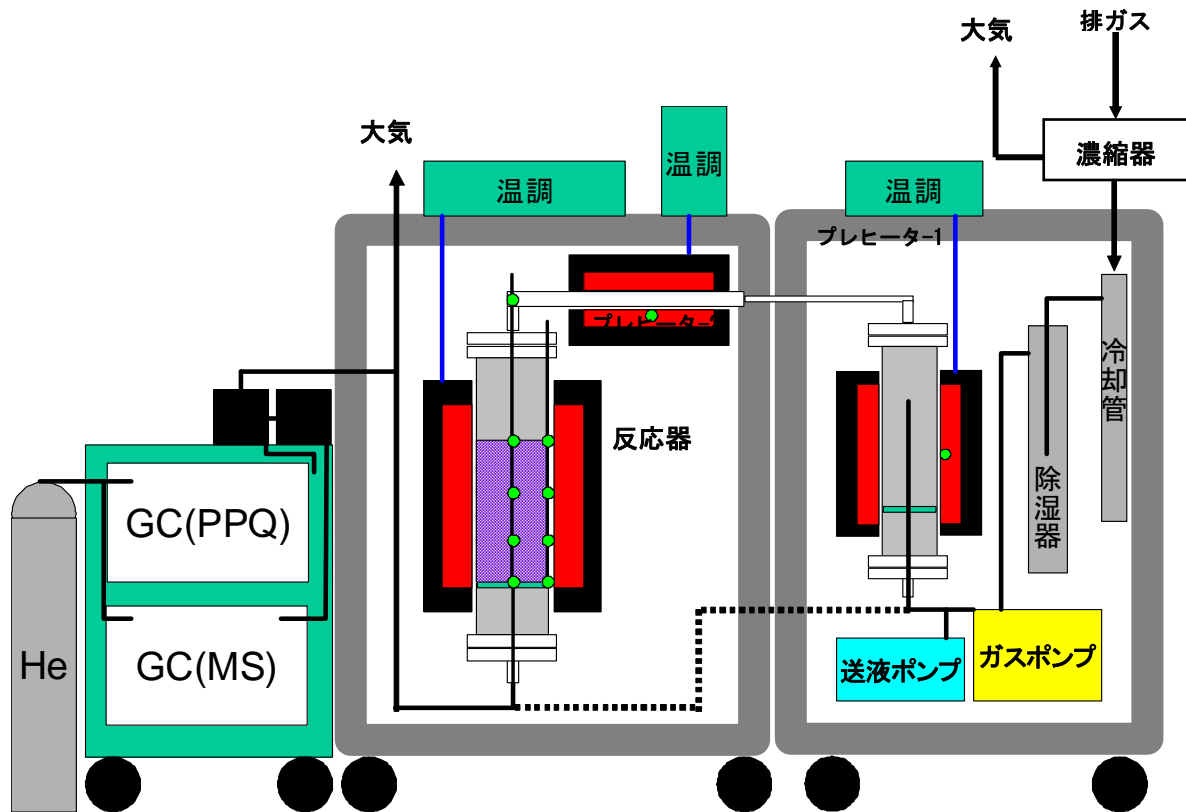 排ガス
大気
大気
濃縮器
温調
温調
温調
プレヒーター-1
冷却管
反応器
除湿器
GC(PPQ)
GC(MS)
He
送液ポンプ
ガスポンプ